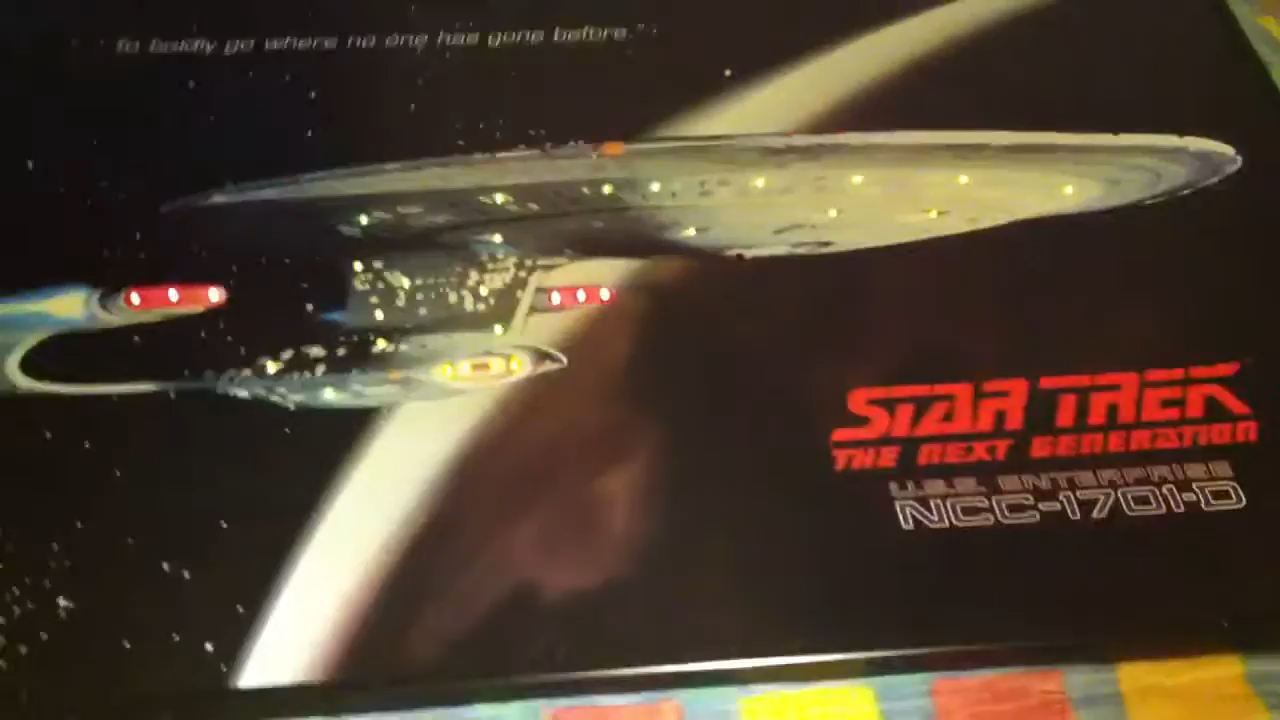 "To boldly go where no one has gone before."
STAR TREK
THE NEXT GENERATION
U.S.S. ENTERPRISE
NCC-1701-D